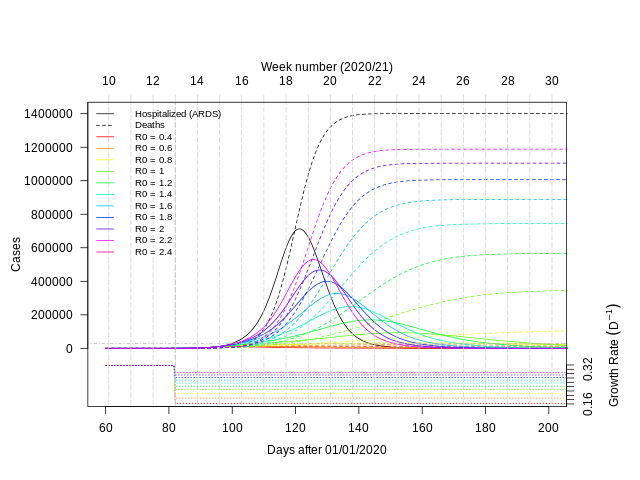 Week number (2020/21)
10 12 14 16 18 20 22 24 26 28 30
1400000
1200000
1000000
800000
600000
400000
200000
0
Cases
Hospitalized (ARDS)
Deaths
R0 = 0.4
R0 = 0.6
R0 = 0.8
R0 = 1
R0 = 1.2
R0 = 1.4
R0 = 1.6
R0 = 1.8
R0 = 2
R0 = 2.2
R0 = 2.4
0.32
0.16
Growth Rate (D⁻¹)
60 80 100 120 140 160 180 200
Days after 01/01/2020